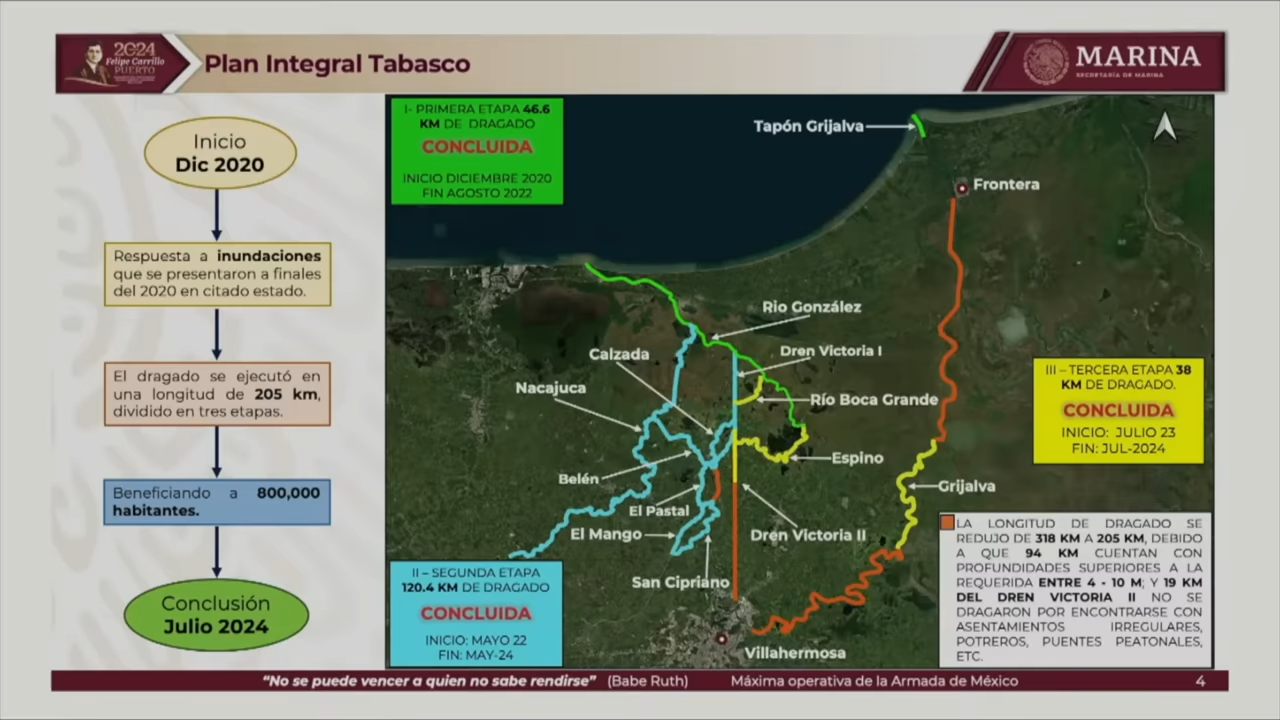 2024
Felipe Carrillo
PUERTO
Plan Integral Tabasco
MARINA
SECRETARÍA DE MARINA
Inicio
Dic 2020
Respuesta a inundaciones
que se presentaron a finales
del 2020 en citado estado.
El dragado se ejecutó en
una longitud de 205 km,
dividido en tres etapas.
Beneficiando a 800,000
habitantes.
Conclusión
Julio 2024
I- PRIMERA ETAPA 46.6
KM DE DRAGADO
CONCLUIDA
INICIO DICIEMBRE 2020
FIN AGOSTO 2022
Tapón Grijalva
Frontera
Rio González
Calzada
Dren Victoria I
Nacajuca
Río Boca Grande
Belén
Espino
El Pastal
Grijalva
El Mango
Dren Victoria II
San Cipriano
Villahermosa
III – TERCERA ETAPA 38
KM DE DRAGADO.
CONCLUIDA
INICIO: JULIO 23
FIN: JUL-2024
II – SEGUNDA ETAPA
120.4 KM DE DRAGADO
CONCLUIDA
INICIO: MAYO 22
FIN: MAY-24
LA LONGITUD DE DRAGADO SE
REDUJO DE 318 KM A 205 KM, DEBIDO
A QUE 94 KM CUENTAN CON
PROFUNDIDADES SUPERIORES A LA
REQUERIDA ENTRE 4 - 10 M; Y 19 KM
DEL DREN VICTORIA II NO SE
DRAGARON POR ENCONTRARSE CON
ASENTAMIENTOS IRREGULARES,
POTREROS, PUENTES PEATONALES,
ETC.
“No se puede vencer a quien no sabe rendirse” (Babe Ruth) Máxima operativa de la Armada de México 4